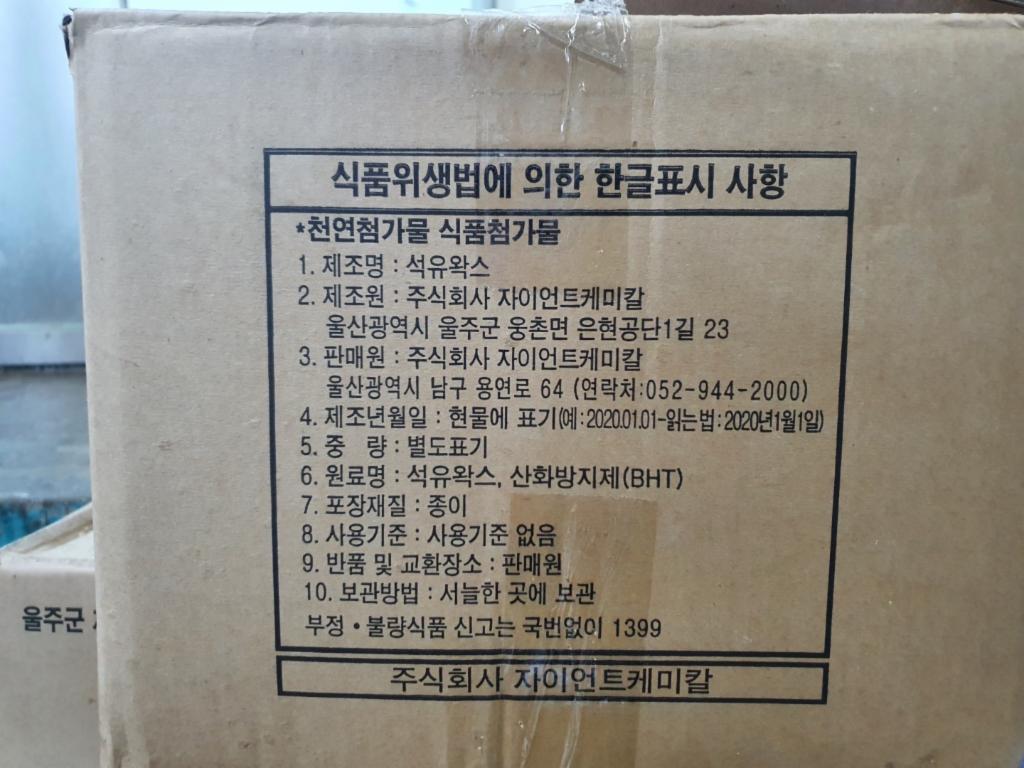 식품위생법에 의한 한글표시 사항
*천연첨가물 식품첨가물
1. 제조명 : 석유왁스
2. 제조원 : 주식회사 자이언트케미칼
울산광역시 울주군 웅촌면 은현공단1길 23
3. 판매원 : 주식회사 자이언트케미칼
울산광역시 남구 용연로 64 (연락처:052-944-2000)
4. 제조년월일 : 현물에 표기(예:2020.01.01-읽는법:2020년1월1일)
5. 중 량 : 별도표기
6. 원료명 : 석유왁스, 산화방지제(BHT)
7. 포장재질 : 종이
8. 사용기준 : 사용기준 없음
9. 반품 및 교환장소 : 판매원
10. 보관방법 : 서늘한 곳에 보관
부정•불량식품 신고는 국번없이 1399
주식회사 자이언트케미칼
울주군